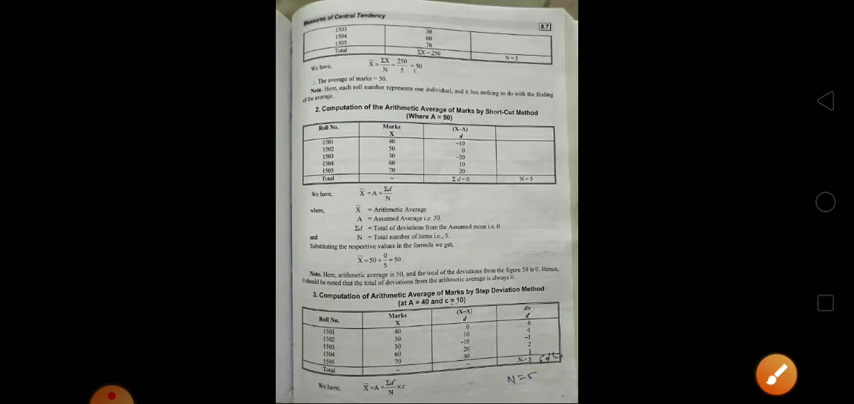 Measures of Central Tendency
6.7
1503 30
1504 60
1505 70
Total ΣX = 250 N = 5
We have, X̄ = ΣX/N = 250/5 = 50
∴ The average of marks = 50.
Note. Here, each roll number represents one individual, and it has nothing to do with the finding
of the average.
2. Computation of the Arithmetic Average of Marks by Short-Cut Method
(Where A = 50)
Roll No. Marks X (X–A) d
1501 40 –10
1502 50 0
1503 30 –20
1504 60 10
1505 70 20
Total – Σd = 0 N = 5
We have, X̄ = A + Σd/N
where, X̄ = Arithmetic Average
A = Assumed Average i.e. 50
Σd = Total of deviations from the Assumed mean i.e. 0
and N = Total number of items i.e., 5.
Substituting the respective values in the formula we get,
X̄ = 50 + 0/5 = 50
Note. Here, arithmetic average is 50, and the total of the deviations from the figure 50 is 0. Hence,
it should be noted that the total of deviations from the arithmetic average is always 0.
3. Computation of Arithmetic Average of Marks by Step Deviation Method
(at A = 40 and c = 10)
Roll No. Marks X (X–A) d
1501 40 0 0
1502 50 10
1503 30 –10 –1
1504 60 20 2
1505 70 30
Total –
N = 5
We have, X̄ = A + Σd'/N × c